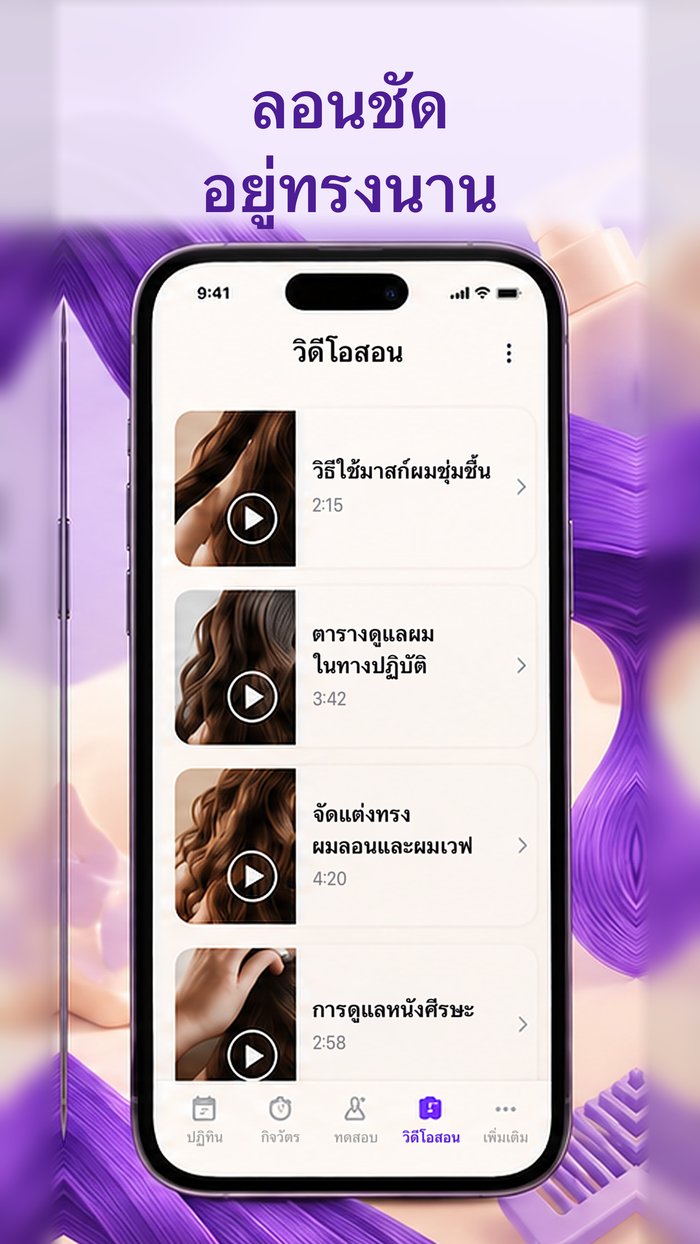 ลอนชัด
อยู่ทรงนาน
9:41
วิดีโอสอน
วิธีใช้มาสก์ผมชุ่มชื้น
2:15
ตารางดูแลผม
ในทางปฏิบัติ
3:42
จัดแต่งทรง
ผมลอนและผมเวฟ
4:20
การดูแลหนังศีรษะ
2:58
ปฏิทิน
กิจวัตร
ทดสอบ
วิดีโอสอน
เพิ่มเติม